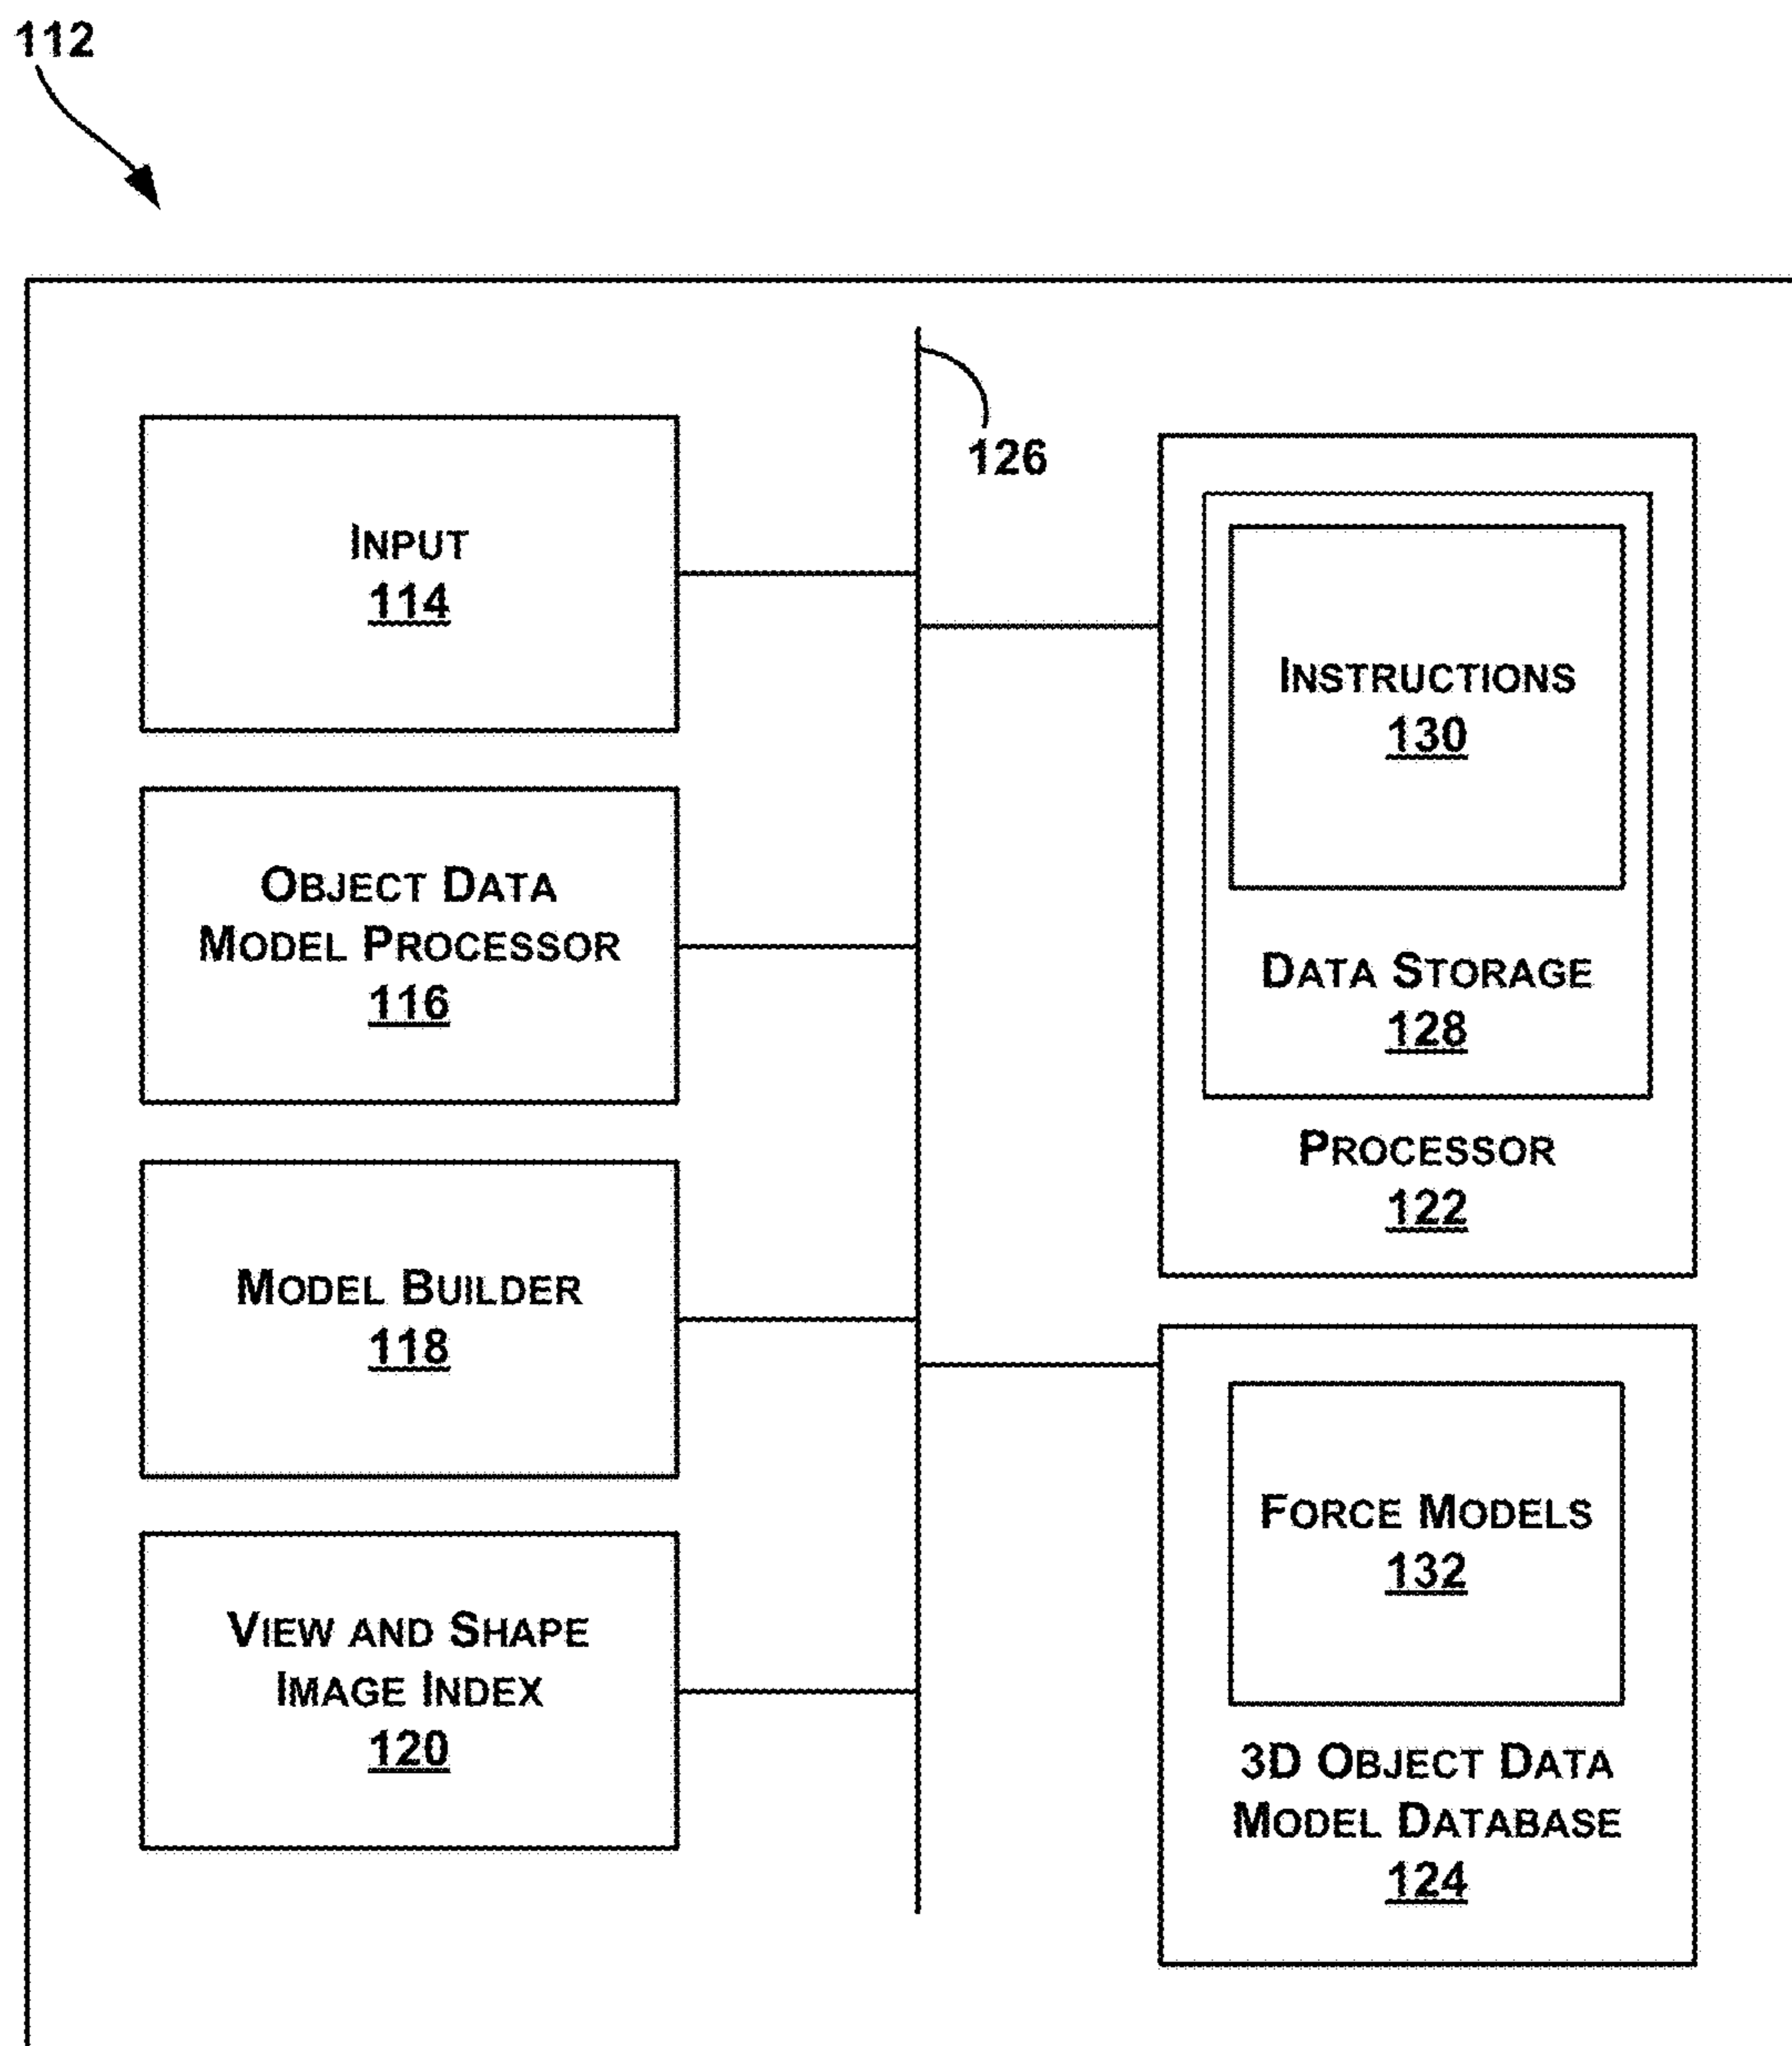 112
126
INPUT
114
OBJECT DATA
MODEL PROCESSOR
116
MODEL BUILDER
118
VIEW AND SHAPE
IMAGE INDEX
120
INSTRUCTIONS
130
DATA STORAGE
128
PROCESSOR
122
FORCE MODELS
132
3D OBJECT DATA
MODEL DATABASE
124